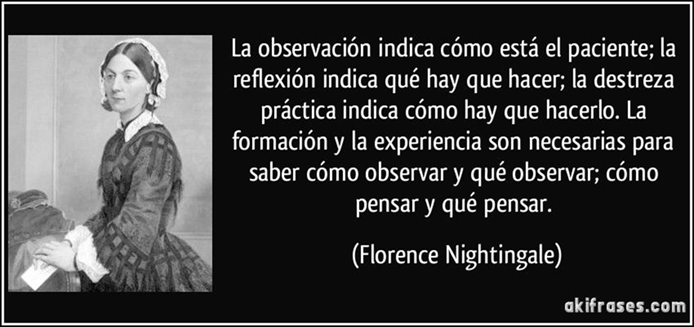 La observación indica cómo está el paciente; la
reflexión indica qué hay que hacer; la destreza
práctica indica cómo hay que hacerlo. La
formación y la experiencia son necesarias para
saber cómo observar y qué observar; cómo
pensar y qué pensar.
(Florence Nightingale)
akifrases.com